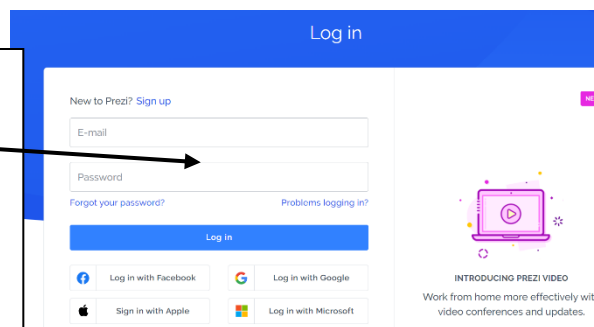 Log in
New to Prezi? Sign up
E-mail
Password
Forgot your password? Problems logging in?
Log in
Log in with Facebook Log in with Google
Sign in with Apple Log in with Microsoft
INTRODUCING PREZI VIDEO
Work from home more effectively
video conferences and updates.